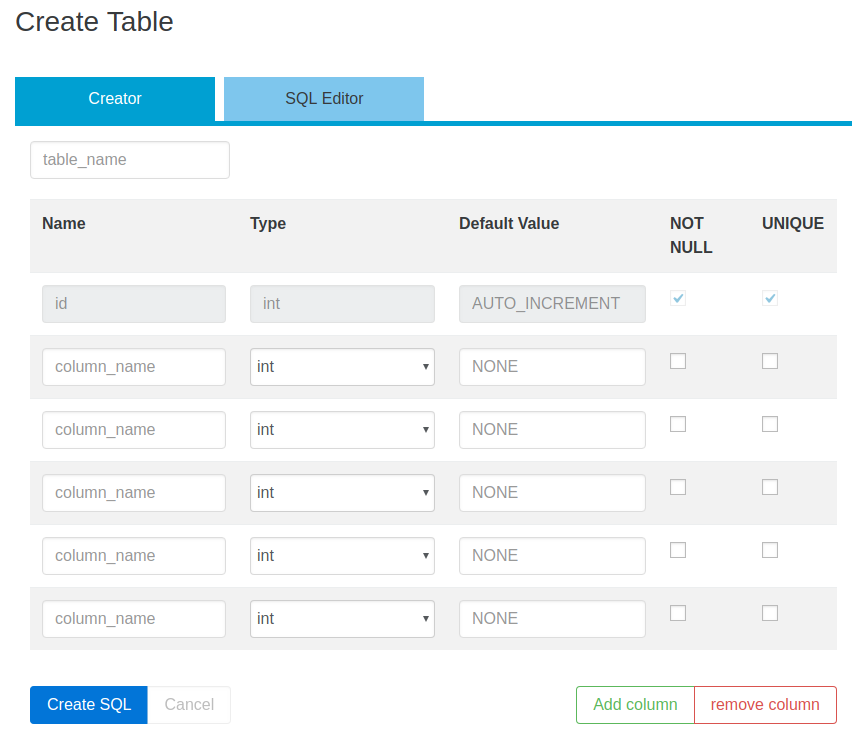 Create Table
Creator SQL Editor
table_name
Name Type Default Value NOT NULL UNIQUE
id int AUTO_INCREMENT
column_name int NONE
column_name int NONE
column_name int NONE
column_name int NONE
column_name int NONE
Create SQL Cancel Add column remove column